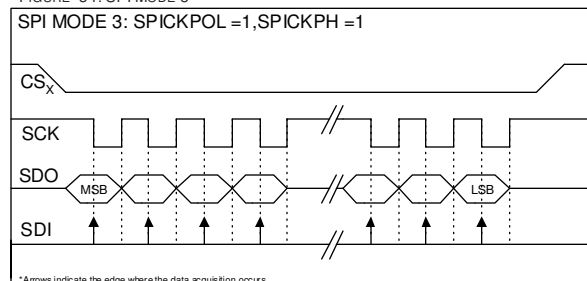 SPI MODE 3: SPICKPOL =1,SPICKPH =1
CSX
SCK
SDO
MSB
LSB
SDI
*Arrows indicate the edge where the data acquisition occurs